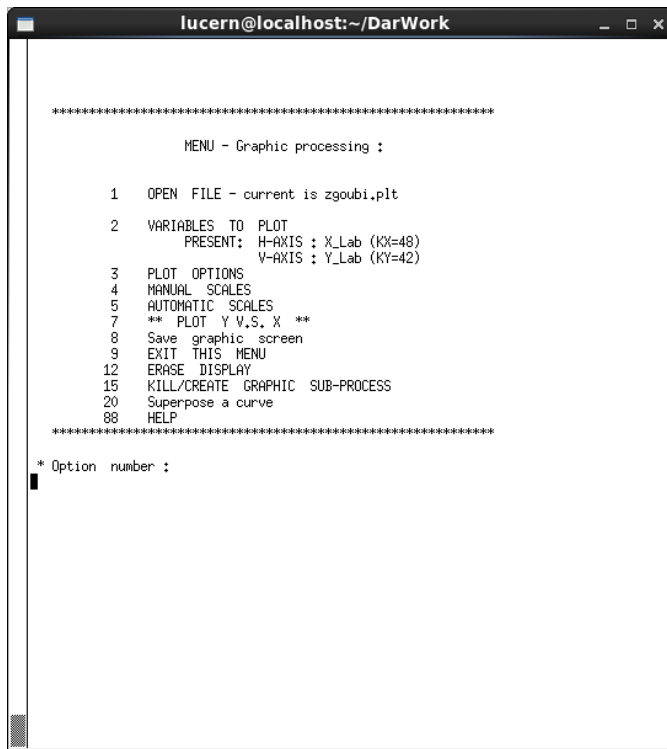 lucern@localhost:~/DarWork
************************************************************
MENU - Graphic processing :
1 OPEN FILE - current is zgoubi.plt
2 VARIABLES TO PLOT
PRESENT: H-AXIS : X_Lab (KX=48)
V-AXIS : Y_Lab (KY=42)
3 PLOT OPTIONS
4 MANUAL SCALES
5 AUTOMATIC SCALES
7 ** PLOT Y V.S. X **
8 Save graphic screen
9 EXIT THIS MENU
12 ERASE DISPLAY
15 KILL/CREATE GRAPHIC SUB-PROCESS
20 Superpose a curve
88 HELP
************************************************************
* Option number :